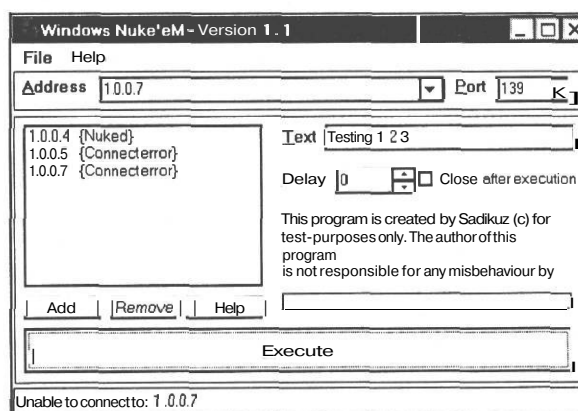 Windows Nuke'eM - Version 1.1
File Help
Address 1.0.0.7 Port 139
1.0.0.4 {Nuked}
1.0.0.5 {Connecterror}
1.0.0.7 {Connecterror}
Text Testing 1 2 3
Delay 0 Close after execution
This program is created by Sadikuz (c) for
test-purposes only. The author of this
program
is not responsible for any misbehaviour by
Add Remove Help
Execute
Unable to connect to: 1.0.0.7